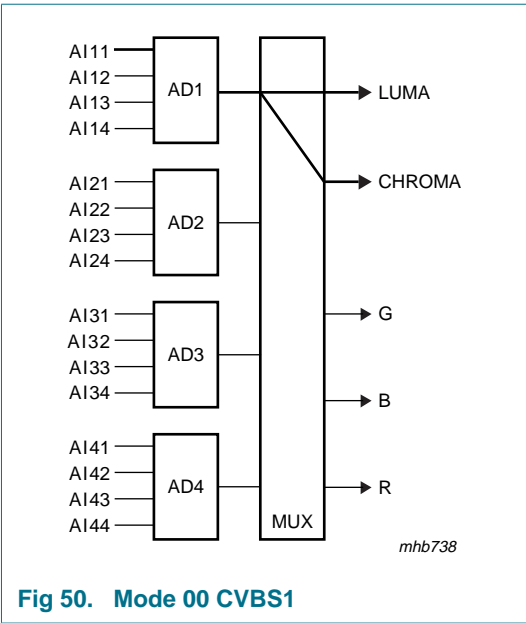 AI11
AI12
AI13
AI14
AD1
LUMA
CHROMA
AI21
AI22
AI23
AI24
AD2
AI31
AI32
AI33
AI34
AD3
G
B
AI41
AI42
AI43
AI44
AD4
R
MUX
mhb738
Fig 50. Mode 00 CVBS1